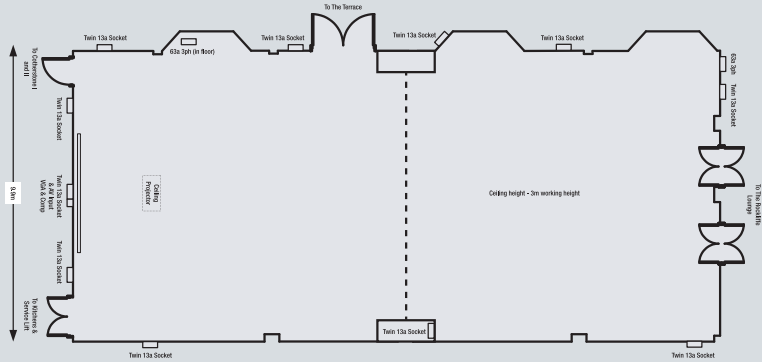 To The Terrace
Twin 13a Socket
63a 3ph (in floor)
Twin 13a Socket
Twin 13a Socket
Twin 13a Socket
To Cotherstone I
and II
63a 3ph
Twin 13a Socket
Twin 13a Socket
9.9m
Twin 13a Socket
& AV Input
VGA & Comp
Ceiling
Projector
Ceiling height - 3m working height
To The Rockliffe
Lounge
Twin 13a Socket
To Kitchens &
Service Lift
Twin 13a Socket
Twin 13a Socket
Twin 13a Socket